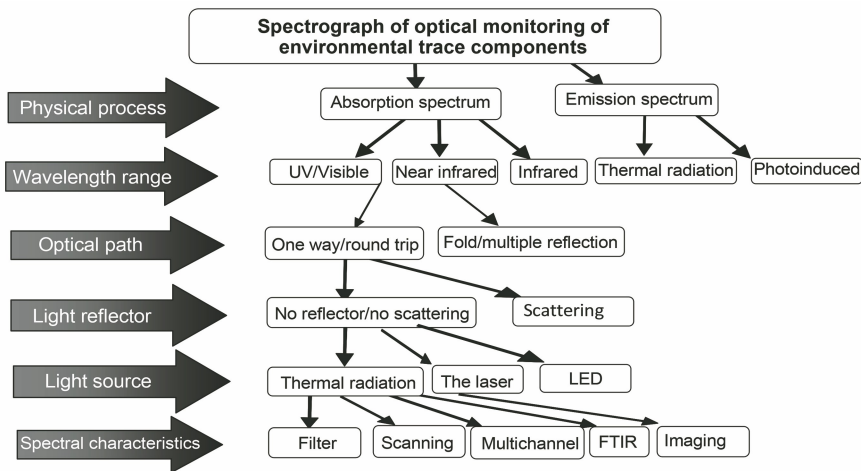 Spectrograph of optical monitoring of
environmental trace components
Physical process
Absorption spectrum
Emission spectrum
Wavelength range
UV/Visible
Near infrared
Infrared
Thermal radiation
Photoinduced
Optical path
One way/round trip
Fold/multiple reflection
Light reflector
No reflector/no scattering
Scattering
Light source
Thermal radiation
The laser
LED
Spectral characteristics
Filter
Scanning
Multichannel
FTIR
Imaging